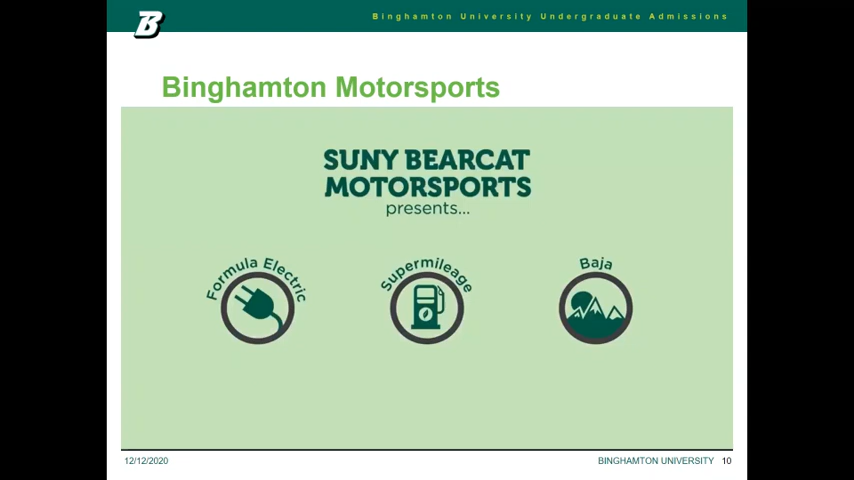 B
Binghamton University Undergraduate Admissions
Binghamton Motorsports
SUNY BEARCAT
MOTORSPORTS
presents...
Formula Electric
Supermileage
Baja
12/12/2020
BINGHAMTON UNIVERSITY 10